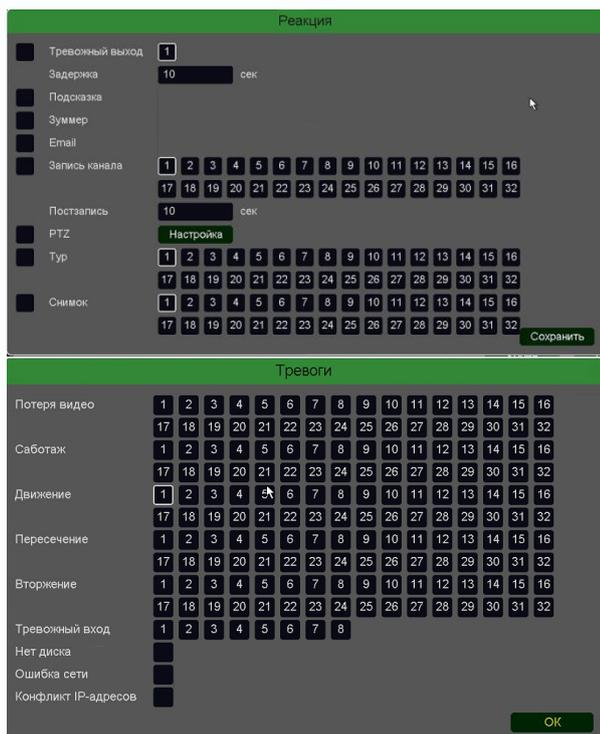 Реакция
Тревожный выход 1
Задержка 10 сек
Подсказка
Зуммер
Email
Запись канала 1 2 3 4 5 6 7 8 9 10 11 12 13 14 15 16
17 18 19 20 21 22 23 24 25 26 27 28 29 30 31 32
Постзапись 10 сек
PTZ Настройка
Тур 1 2 3 4 5 6 7 8 9 10 11 12 13 14 15 16
17 18 19 20 21 22 23 24 25 26 27 28 29 30 31 32
Снимок 1 2 3 4 5 6 7 8 9 10 11 12 13 14 15 16
17 18 19 20 21 22 23 24 25 26 27 28 29 30 31 32
Сохранить
Тревоги
Потеря видео 1 2 3 4 5 6 7 8 9 10 11 12 13 14 15 16
17 18 19 20 21 22 23 24 25 26 27 28 29 30 31 32
Саботаж 1 2 3 4 5 6 7 8 9 10 11 12 13 14 15 16
17 18 19 20 21 22 23 24 25 26 27 28 29 30 31 32
Движение 1 2 3 4 5 6 7 8 9 10 11 12 13 14 15 16
17 18 19 20 21 22 23 24 25 26 27 28 29 30 31 32
Пересечение 1 2 3 4 5 6 7 8 9 10 11 12 13 14 15 16
17 18 19 20 21 22 23 24 25 26 27 28 29 30 31 32
Вторжение 1 2 3 4 5 6 7 8 9 10 11 12 13 14 15 16
17 18 19 20 21 22 23 24 25 26 27 28 29 30 31 32
Тревожный вход 1 2 3 4 5 6 7 8
Нет диска
Ошибка сети
Конфликт IP-адресов
OK